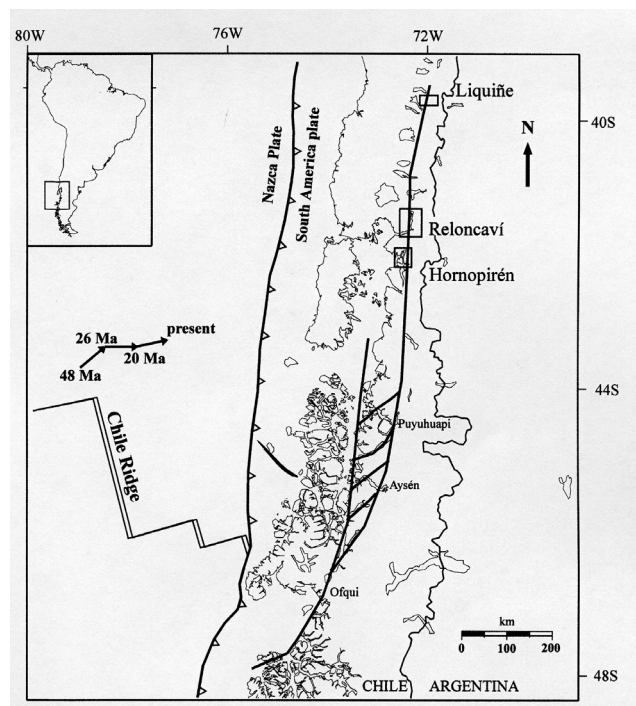 80W 76W 72W
Liquiñe
40S
N
Nazca Plate
South America plate
Reloncaví
Hornopirén
present
26 Ma
20 Ma
48 Ma
44S
Chile Ridge
Puyuhuapi
Aysén
Ofqui
km
0 100 200
48S
CHILE ARGENTINA